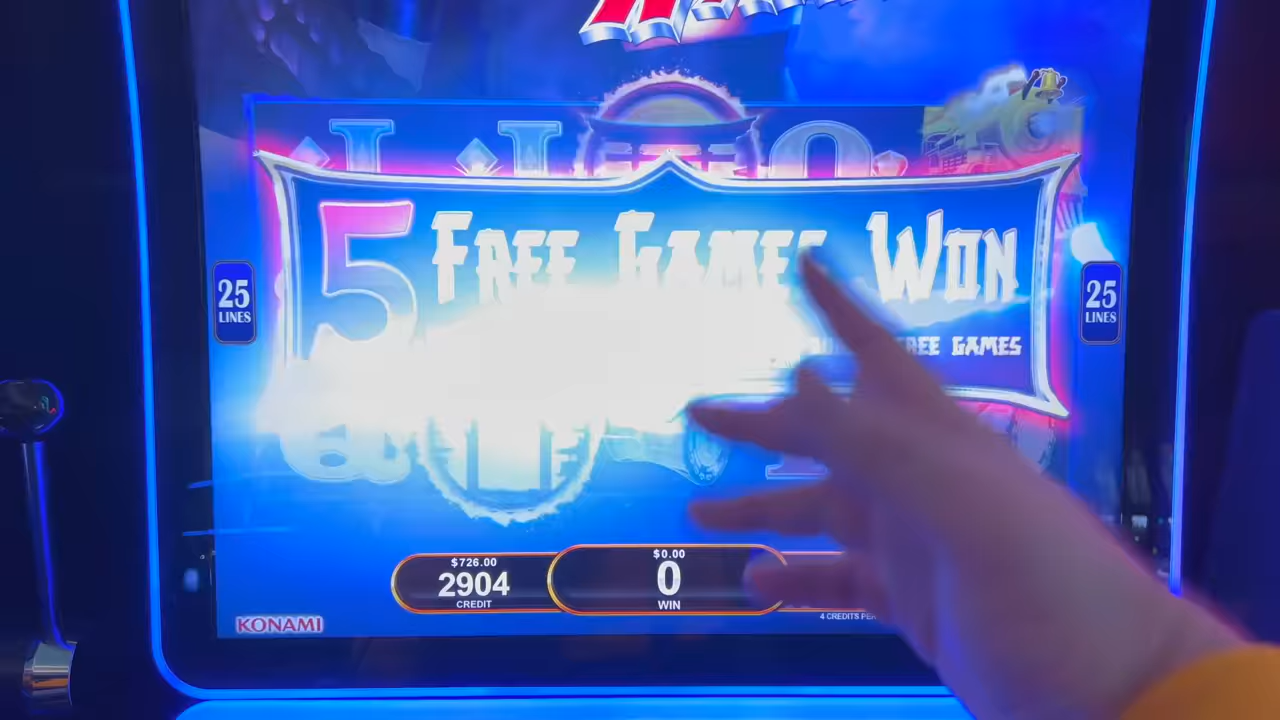 5 FREE GAMES WON
FREE GAMES
25
LINES
25
LINES
$726.00
2904
CREDIT
$0.00
0
WIN
KONAMI
4 CREDITS